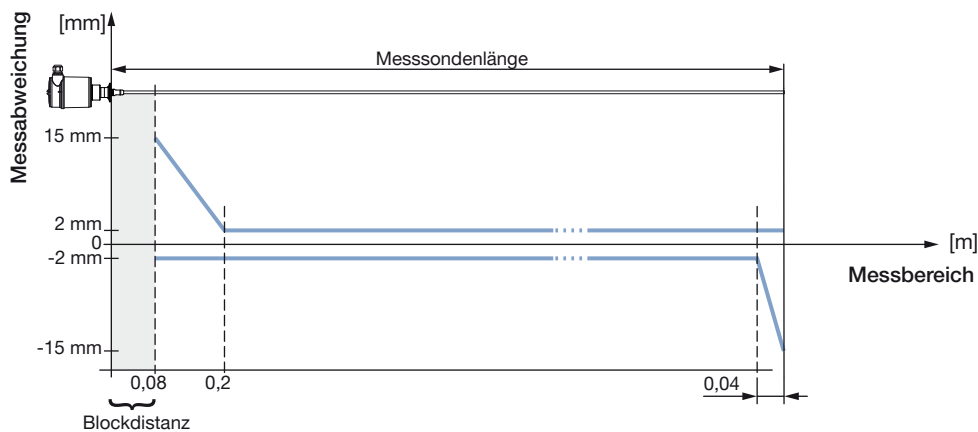 [mm]
Messabweichung
Messsondenlänge
15 mm
2 mm
0
-2 mm
[m]
Messbereich
-15 mm
0,08
0,2
0,04
Blockdistanz